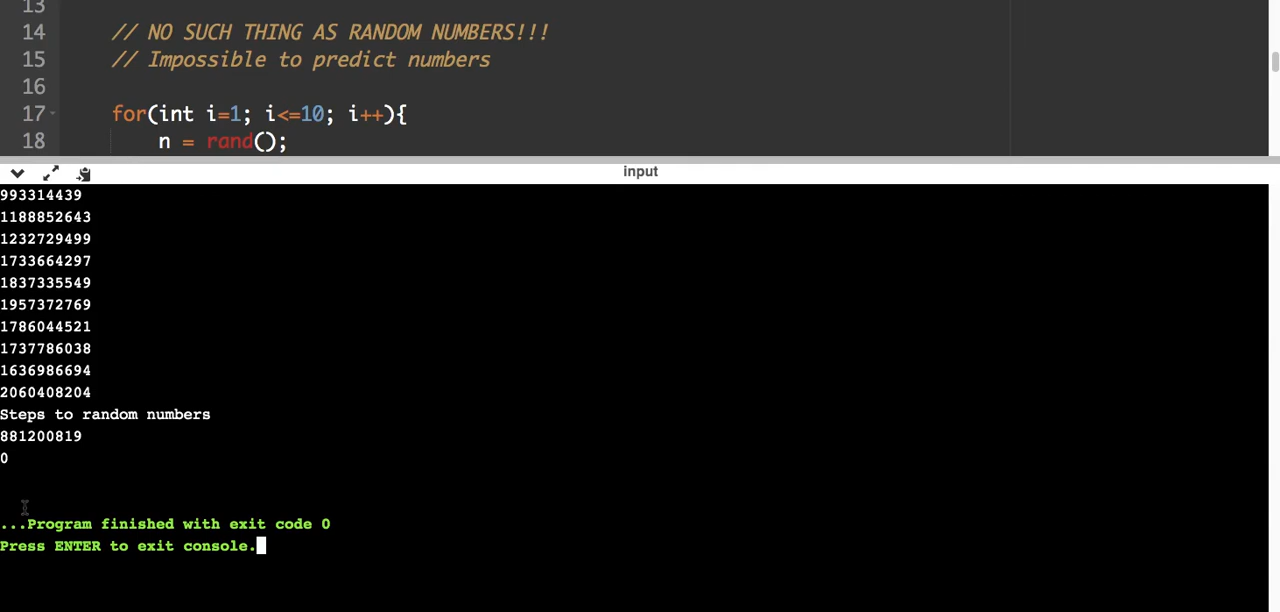 13
14 // NO SUCH THING AS RANDOM NUMBERS!!!
15 // Impossible to predict numbers
16
17 for(int i=1; i<=10; i++){
18 n = rand();
input
993314439
1188852643
1232729499
1733664297
1837335549
1957372769
1786044521
1737786038
1636986694
2060408204
Steps to random numbers
881200819
0
...Program finished with exit code 0
Press ENTER to exit console.